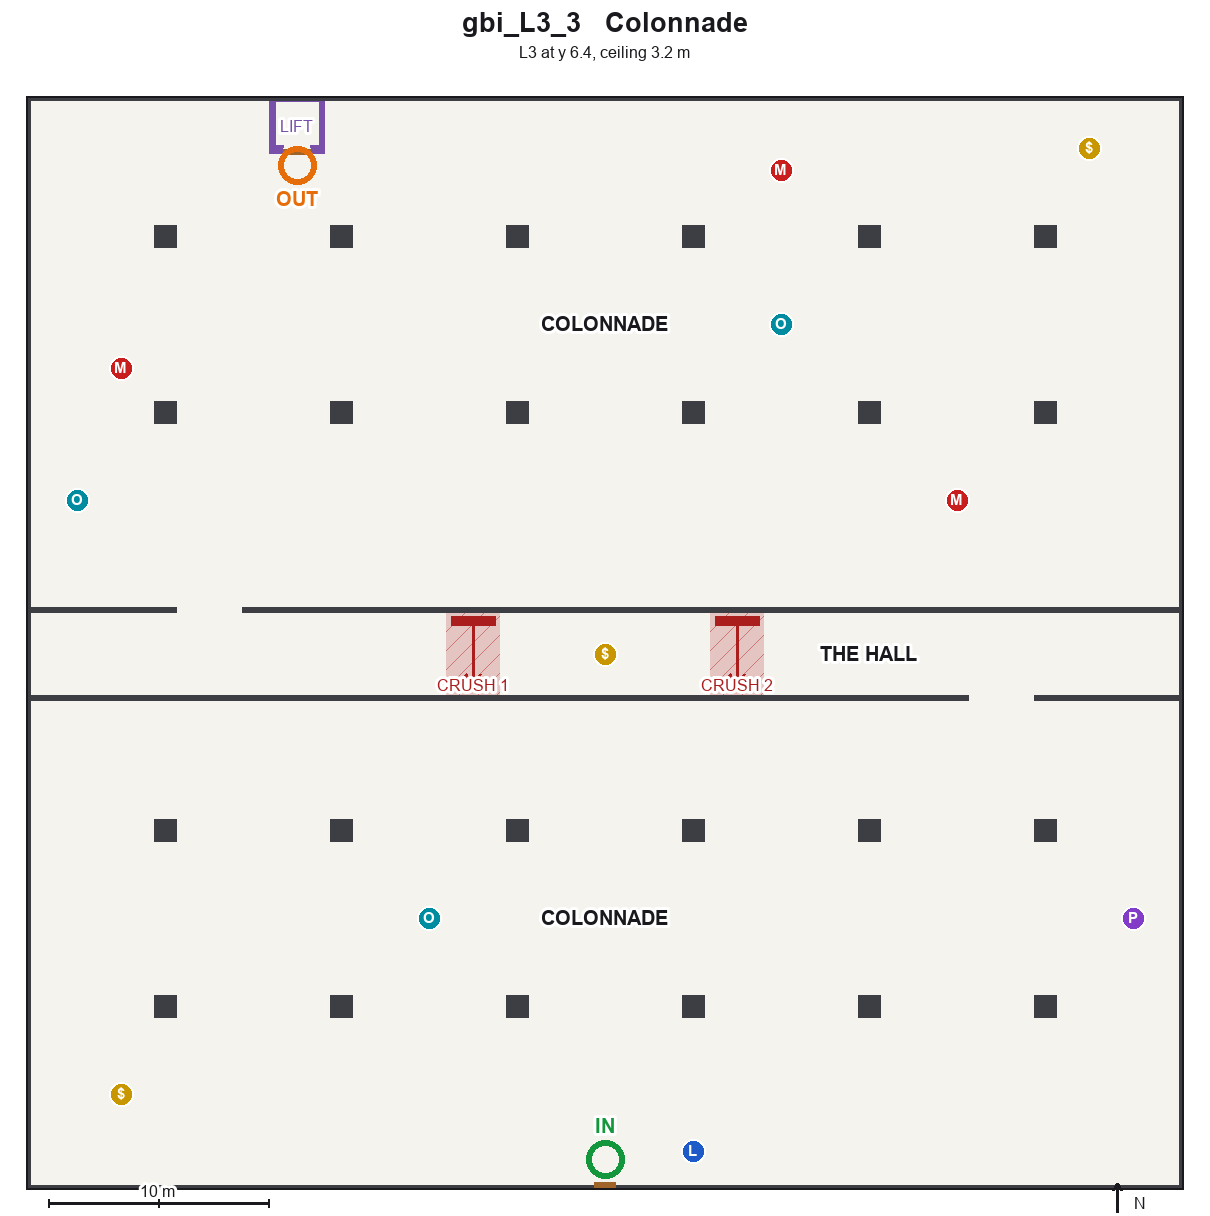 gbi_L3_3 Colonnade
L3 at y 6.4, ceiling 3.2 m
LIFT
$
M
OUT
COLONNADE
O
M
O
M
$
THE HALL
CRUSH 1
CRUSH 2
O
COLONNADE
P
$
IN
L
10 m
N